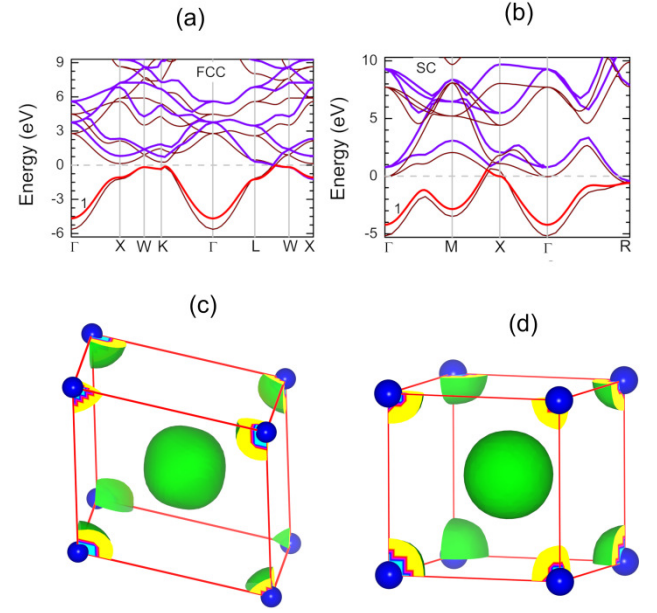 (a)
(b)
9
6
3
0
-3
-6
Energy (eV)
FCC
1
Γ X W K Γ L W X
10
5
0
-5
Energy (eV)
SC
1
Γ M X Γ R
(c)
(d)